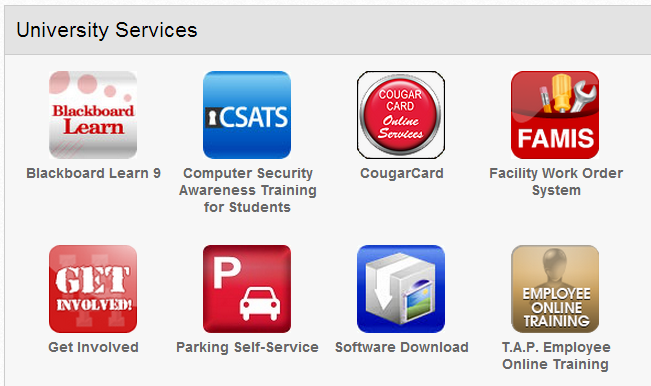 University Services
Blackboard
Learn
CSATS
COUGAR
CARD
Online
Services
FAMIS
Blackboard Learn 9
Computer Security
Awareness Training
for Students
CougarCard
Facility Work Order
System
GET
INVOLVED!
P
EMPLOYEE
ONLINE
TRAINING
Get Involved
Parking Self-Service
Software Download
T.A.P. Employee
Online Training